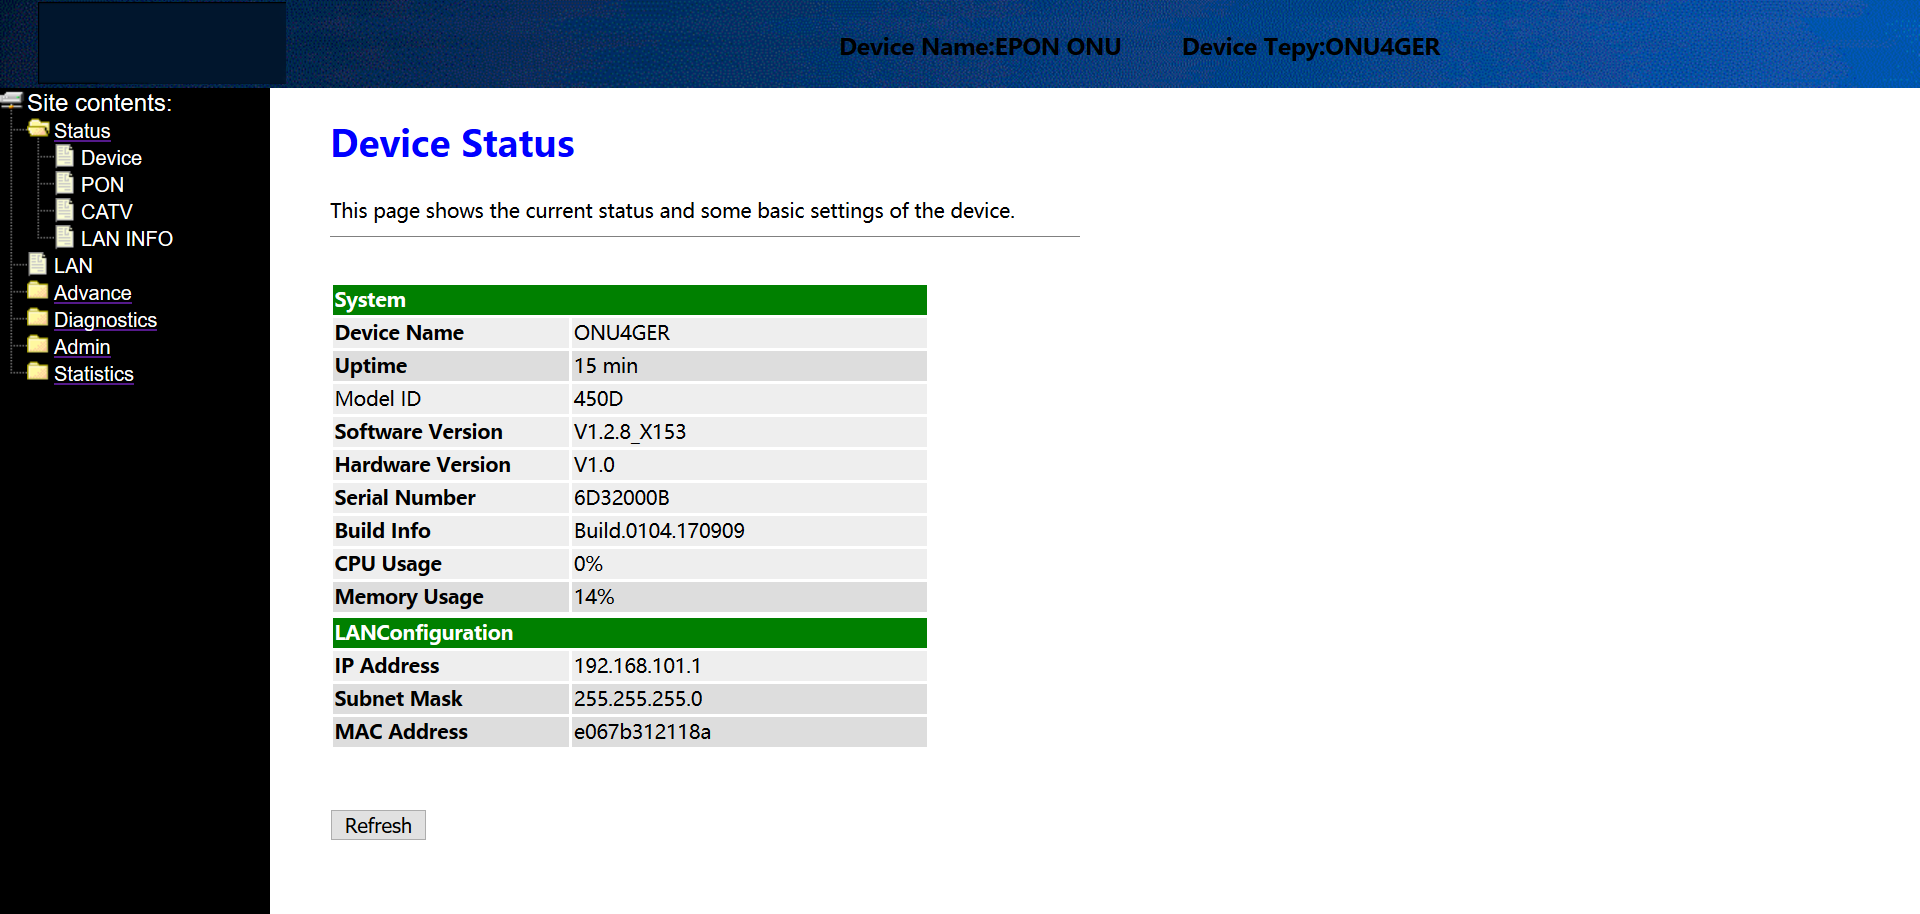 Device Name:EPON ONU Device Tepy:ONU4GER
Site contents:
Status
Device
PON
CATV
LAN INFO
LAN
Advance
Diagnostics
Admin
Statistics
Device Status
This page shows the current status and some basic settings of the device.
System
Device Name ONU4GER
Uptime 15 min
Model ID 450D
Software Version V1.2.8_X153
Hardware Version V1.0
Serial Number 6D32000B
Build Info Build.0104.170909
CPU Usage 0%
Memory Usage 14%
LANConfiguration
IP Address 192.168.101.1
Subnet Mask 255.255.255.0
MAC Address e067b312118a
Refresh